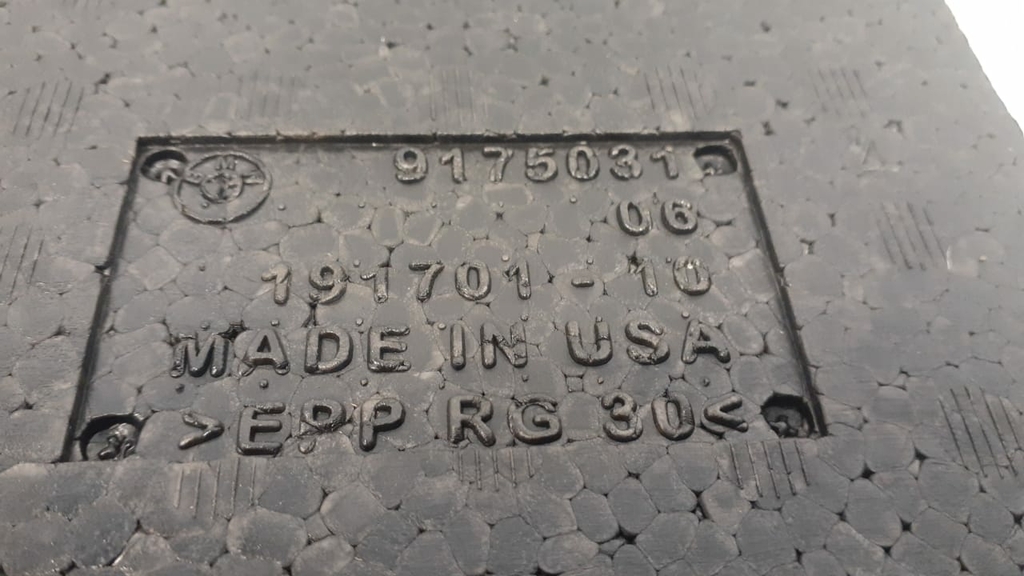 9175031
06
191701-10
MADE IN USA
>EPP RG 30<